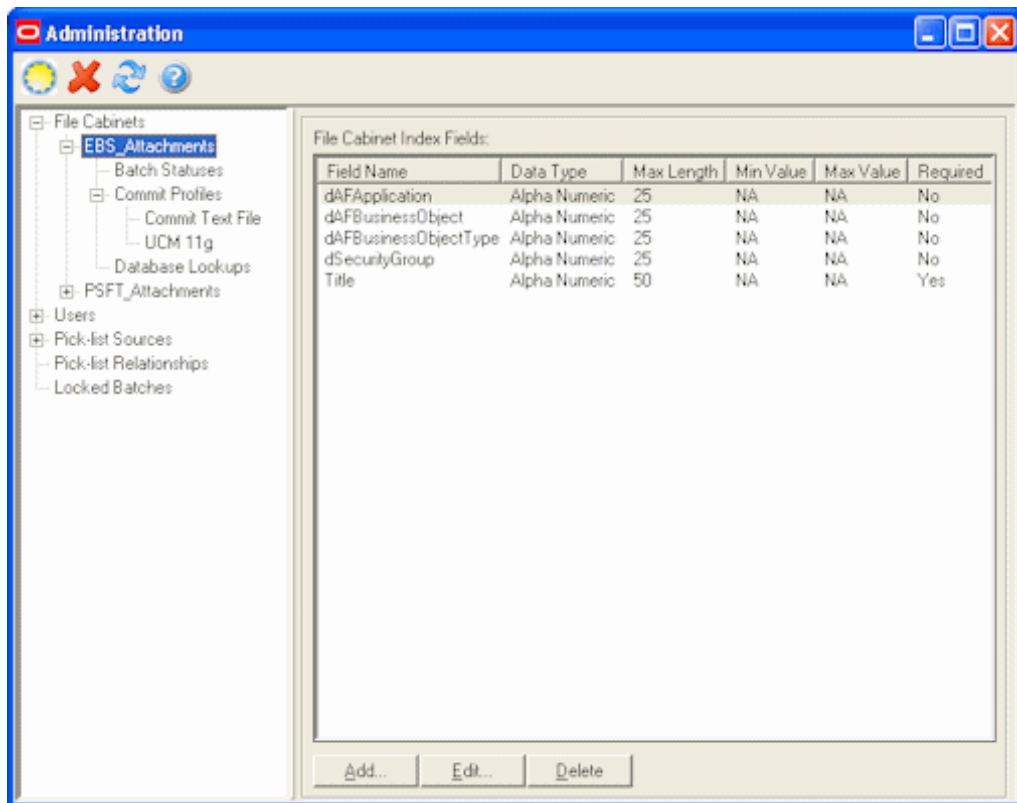 Administration
File Cabinets
EBS_Attachments
Batch Statuses
Commit Profiles
Commit Text File
UCM 11g
Database Lookups
PSFT_Attachments
Users
Pick-list Sources
Pick-list Relationships
Locked Batches
File Cabinet Index Fields:
Field Name Data Type Max Length Min Value Max Value Required
dAFApplication Alpha Numeric 25 NA NA No
dAFBusinessObject Alpha Numeric 25 NA NA No
dAFBusinessObjectType Alpha Numeric 25 NA NA No
dSecurityGroup Alpha Numeric 25 NA NA No
Title Alpha Numeric 50 NA NA Yes
Add... Edit... Delete